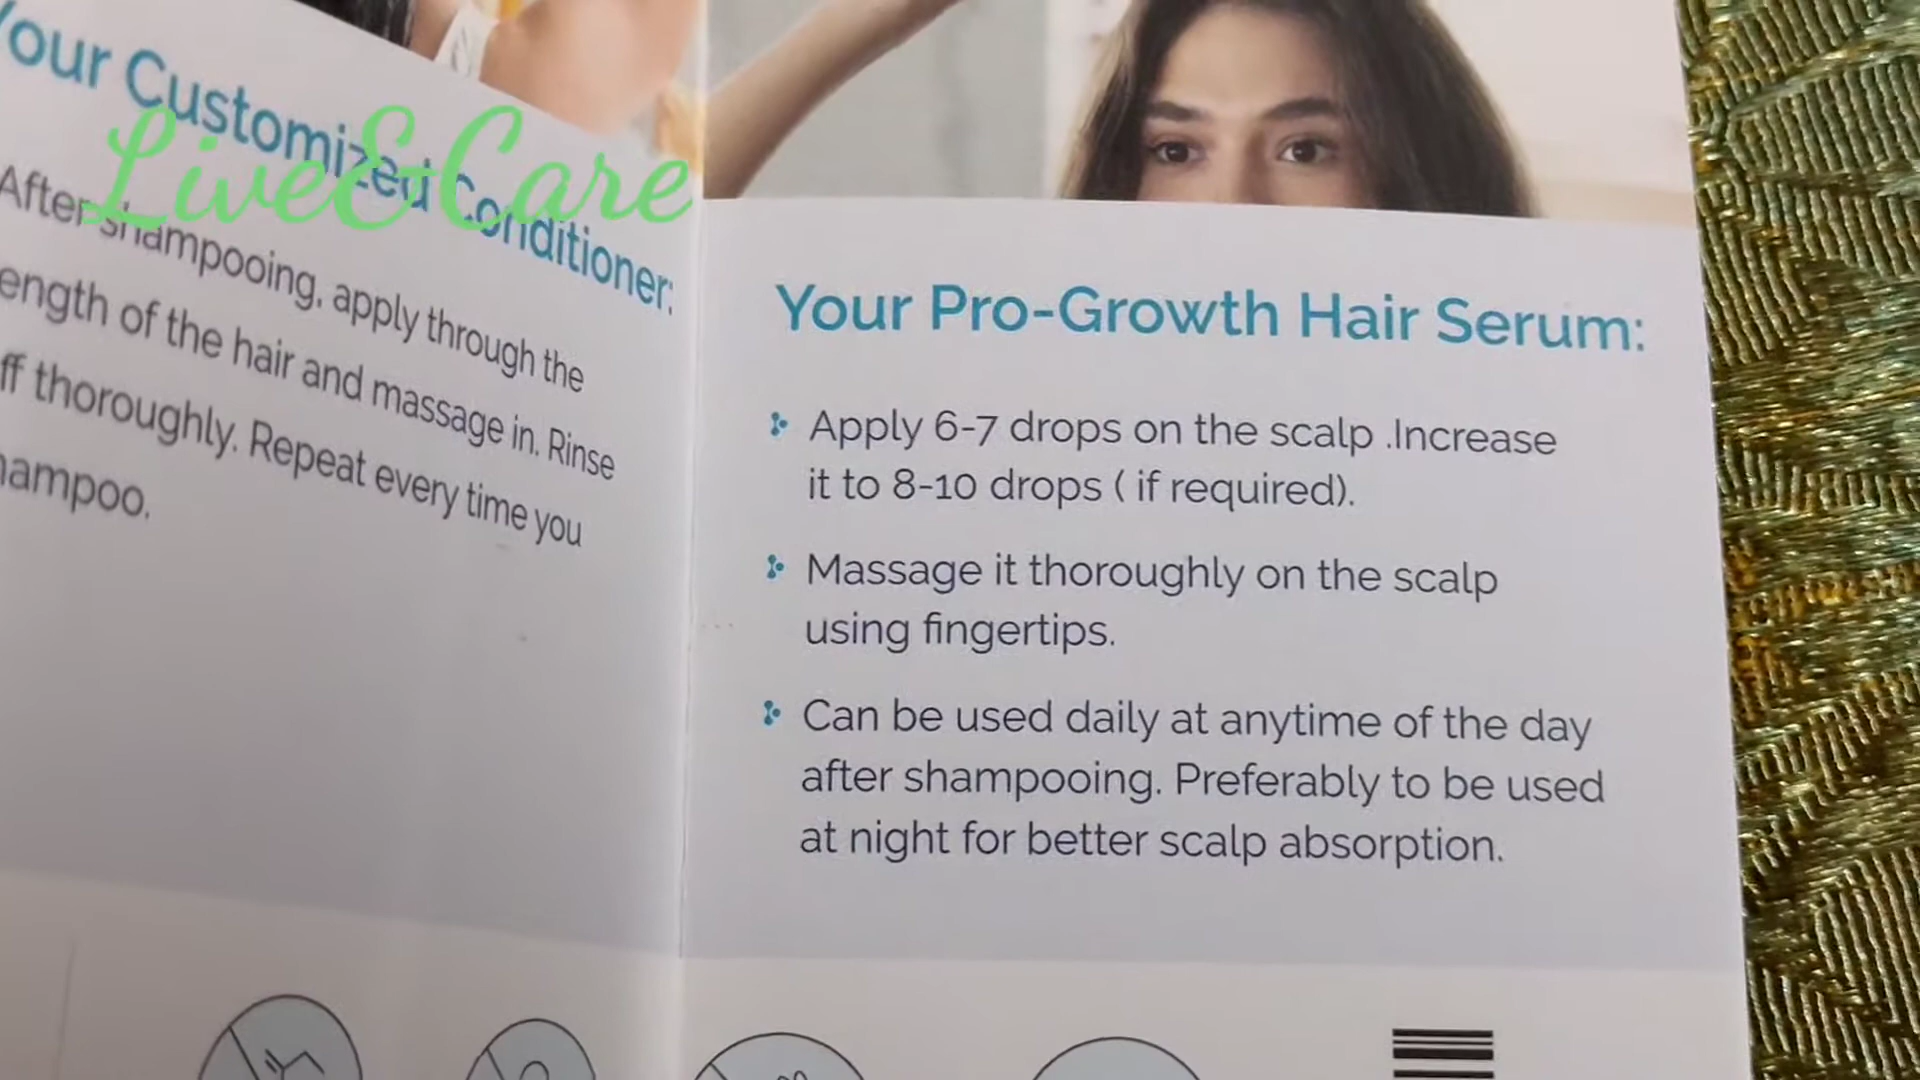 Your Customized Conditioner:
Live&Care
After shampooing, apply through the
length of the hair and massage in. Rinse
off thoroughly. Repeat every time you
shampoo.
Your Pro-Growth Hair Serum:
Apply 6-7 drops on the scalp .Increase
it to 8-10 drops ( if required).
Massage it thoroughly on the scalp
using fingertips.
Can be used daily at anytime of the day
after shampooing. Preferably to be used
at night for better scalp absorption.